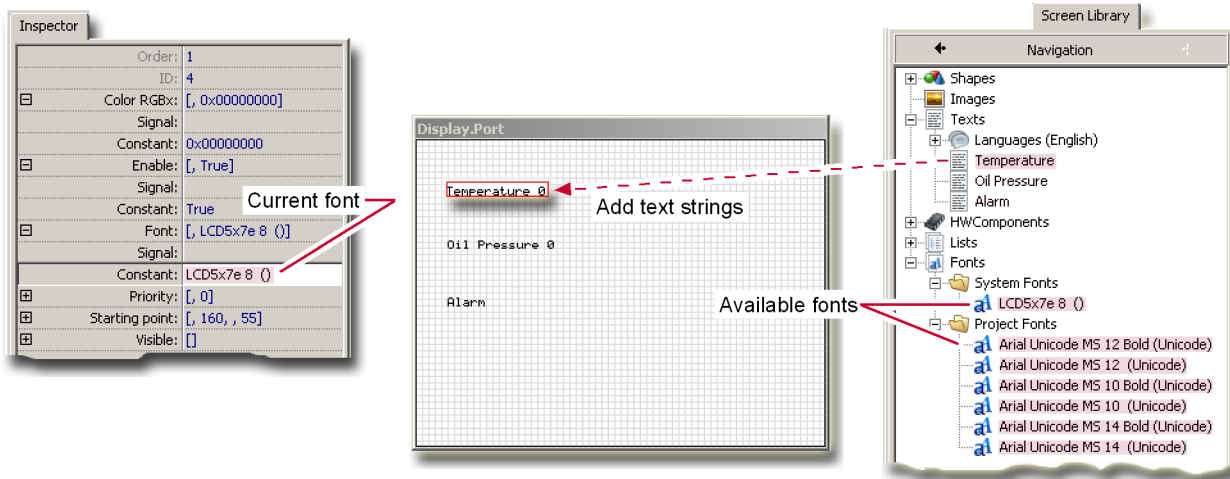 Inspector
Order: 1
ID: 4
Color RGBx: [, 0x00000000]
Signal:
Constant: 0x00000000
Enable: [, True]
Signal:
Constant: True
Font: [, LCD5x7e 8 ()]
Signal:
Constant: LCD5x7e 8 ()
Priority: [, 0]
Starting point: [, 160, , 55]
Visible: []
Current font
Display.Port
Temperature 0
Oil Pressure 0
Alarm
Add text strings
Available fonts
Screen Library
Navigation
Shapes
Images
Texts
Languages (English)
Temperature
Oil Pressure
Alarm
HWComponents
Lists
Fonts
System Fonts
LCD5x7e 8 ()
Project Fonts
Arial Unicode MS 12 Bold (Unicode)
Arial Unicode MS 12 (Unicode)
Arial Unicode MS 10 Bold (Unicode)
Arial Unicode MS 10 (Unicode)
Arial Unicode MS 14 Bold (Unicode)
Arial Unicode MS 14 (Unicode)